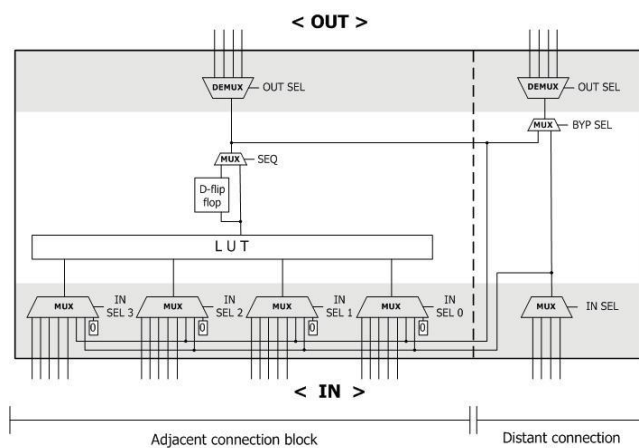 < OUT >
DEMUX OUT SEL DEMUX OUT SEL
MUX BYP SEL
MUX SEQ
D-flip
flop
LUT
MUX IN SEL 3 MUX IN SEL 2 MUX IN SEL 1 MUX IN SEL 0 MUX IN SEL
0 0 0 0
< IN >
Adjacent connection block Distant connection